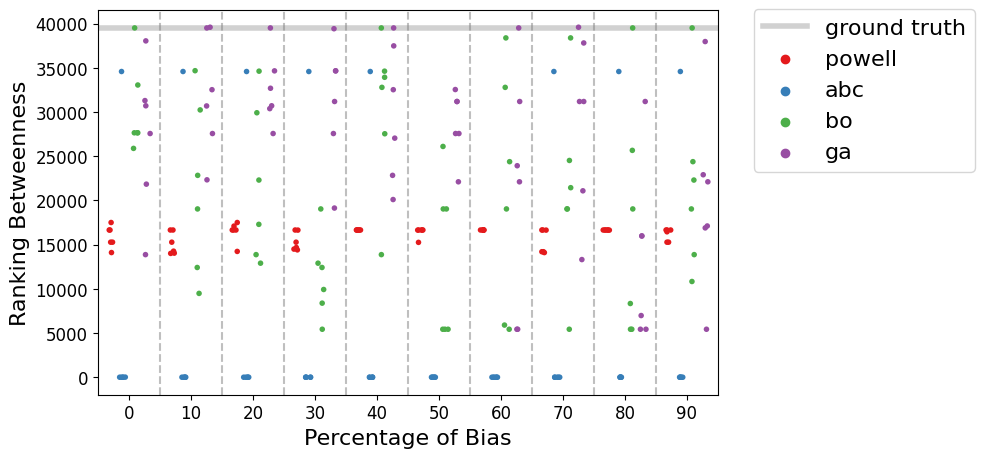 40000
35000
30000
25000
20000
15000
10000
5000
0
Ranking Betweenness
0 10 20 30 40 50 60 70 80 90
Percentage of Bias
ground truth
powell
abc
bo
ga